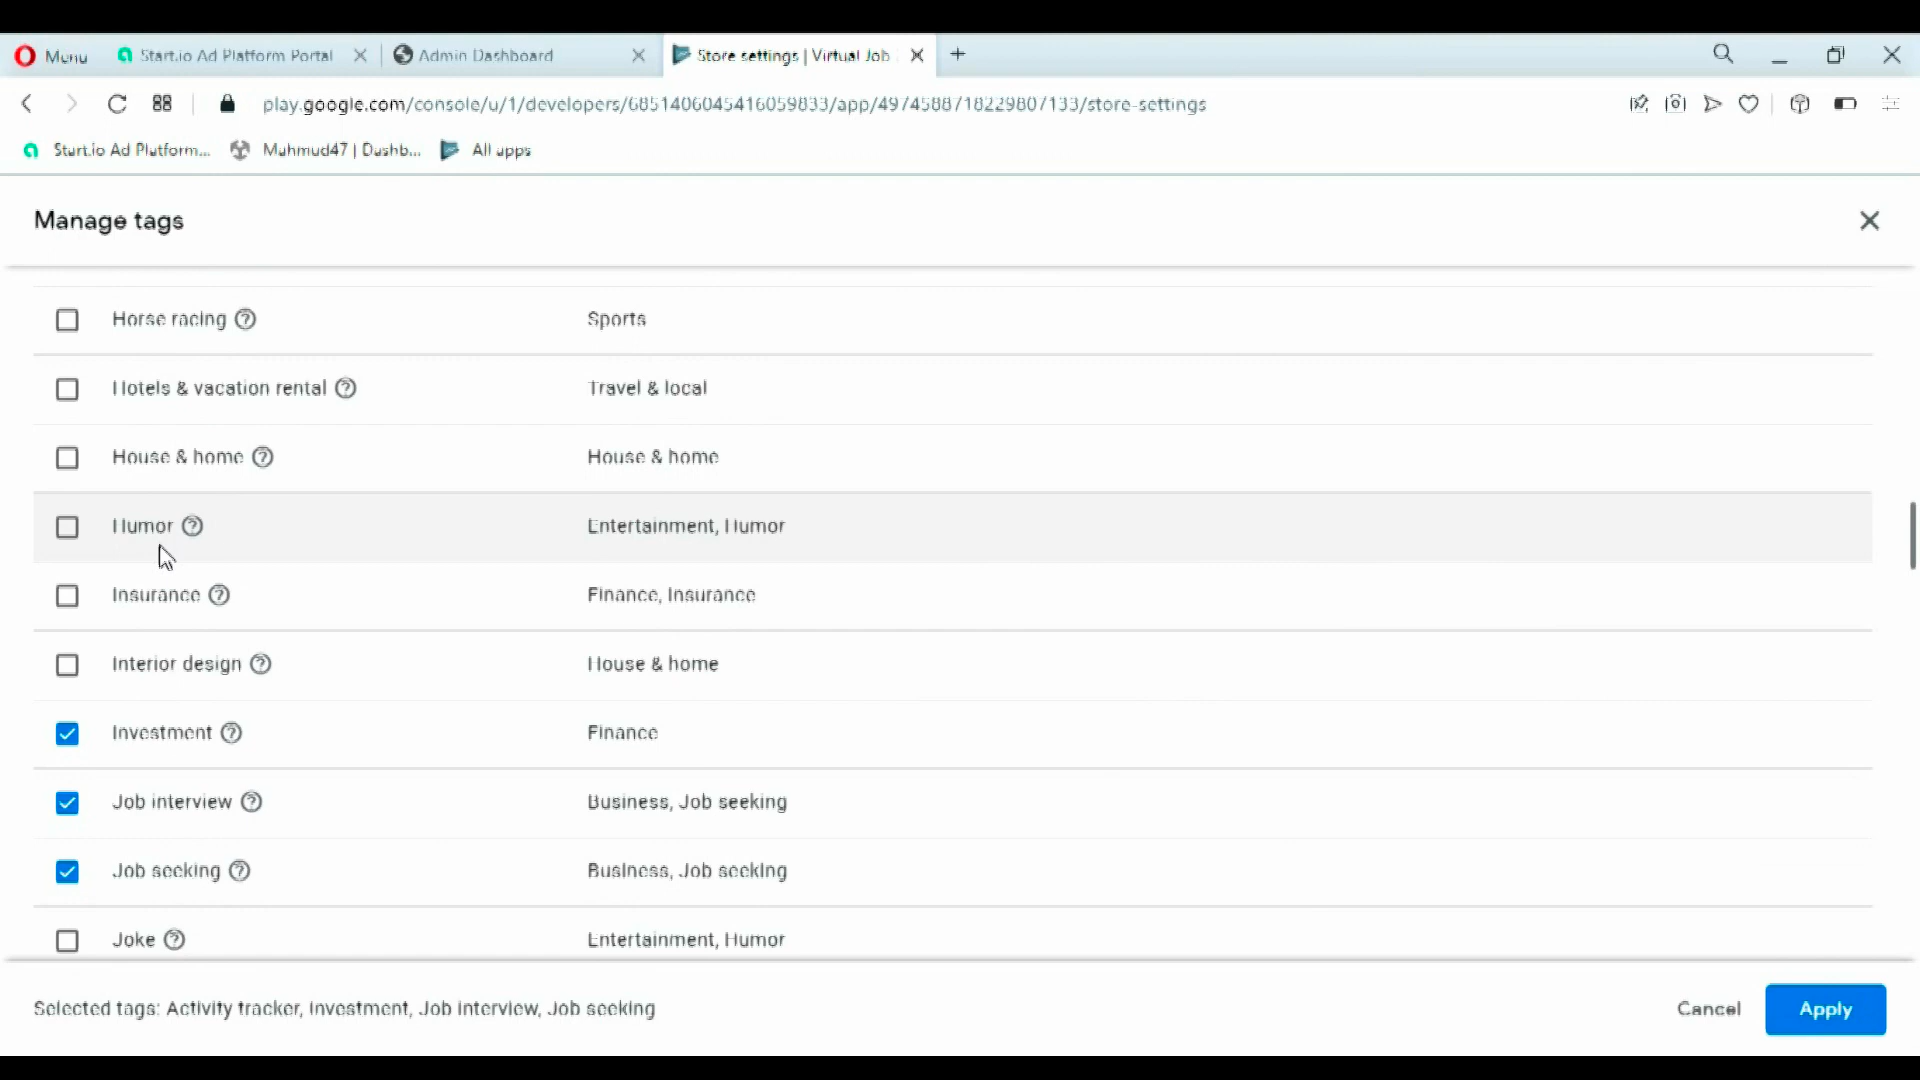 Menu Start.io Ad Platform Portal Admin Dashboard Store settings | Virtual Job
play.google.com/console/u/1/developers/6851406045416059833/app/4974588718229807133/store-settings
Start.io Ad Platform... Mahmud47 | Dashb... All apps
Manage tags
Horse racing Sports
Hotels & vacation rental Travel & local
House & home House & home
Humor Entertainment, Humor
Insurance Finance, Insurance
Interior design House & home
Investment Finance
Job interview Business, Job seeking
Job seeking Business, Job seeking
Joke Entertainment, Humor
Selected tags: Activity tracker, Investment, Job interview, Job seeking Cancel Apply